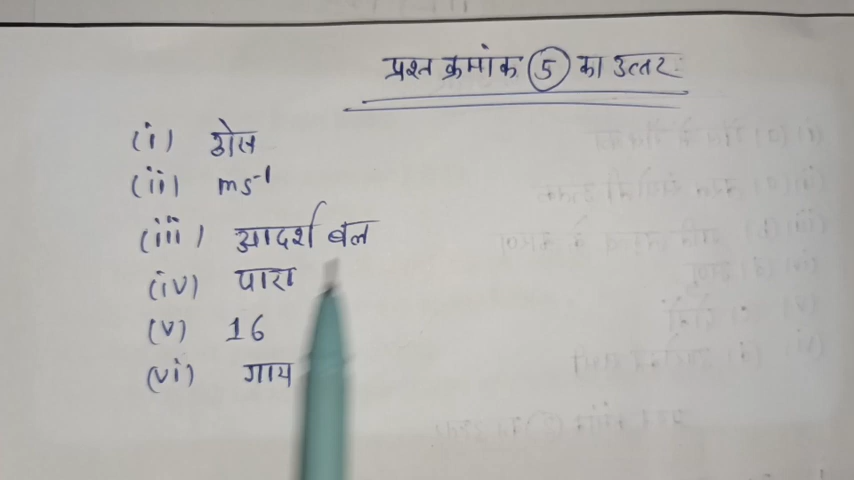 प्रश्न क्रमांक 5 का उत्तर:
(i) ठोस
(ii) ms⁻¹
(iii) आदर्श बल
(iv) पारा
(v) 16
(vi) गाय